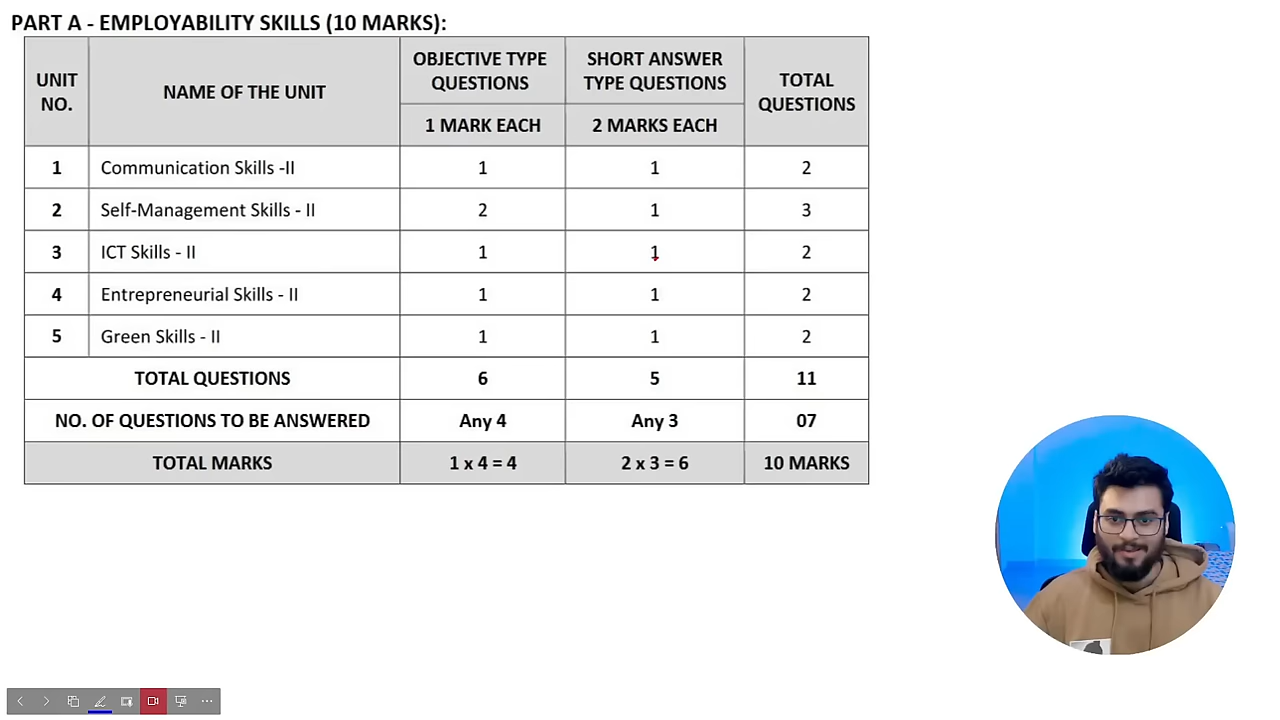 PART A - EMPLOYABILITY SKILLS (10 MARKS):
UNIT NO. NAME OF THE UNIT OBJECTIVE TYPE QUESTIONS SHORT ANSWER TYPE QUESTIONS TOTAL QUESTIONS
1 MARK EACH 2 MARKS EACH
1 Communication Skills -II 1 1 2
2 Self-Management Skills - II 2 1 3
3 ICT Skills - II 1 1 2
4 Entrepreneurial Skills - II 1 1 2
5 Green Skills - II 1 1 2
TOTAL QUESTIONS 6 5 11
NO. OF QUESTIONS TO BE ANSWERED Any 4 Any 3 07
TOTAL MARKS 1 x 4 = 4 2 x 3 = 6 10 MARKS